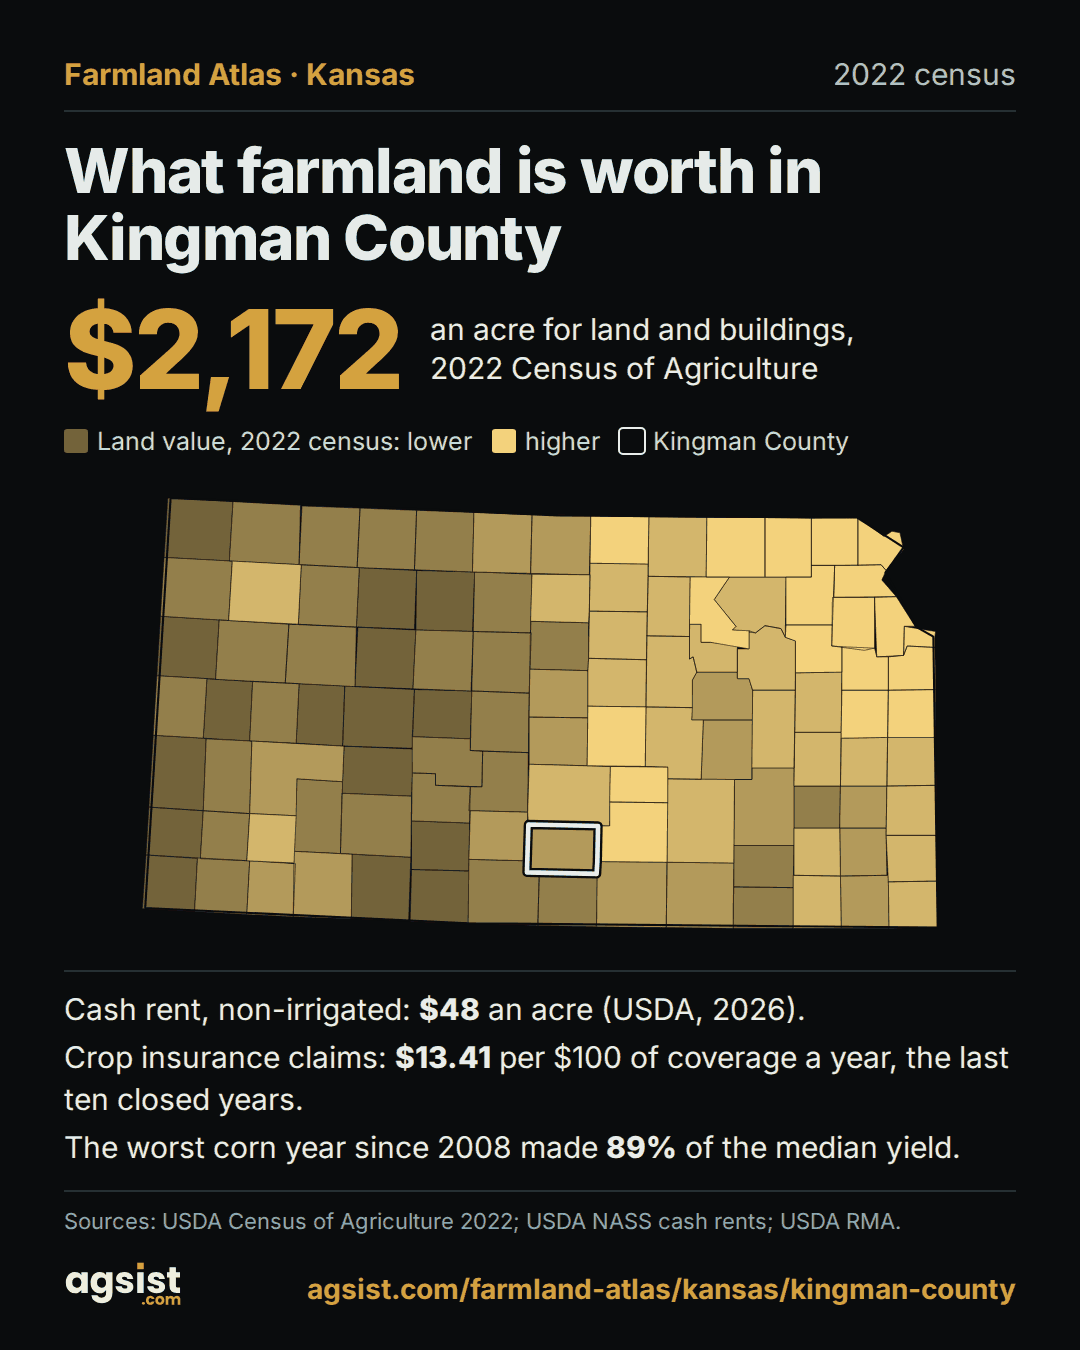 Farmland Atlas · Kansas
2022 census
What farmland is worth in
Kingman County
$2,172
an acre for land and buildings,
2022 Census of Agriculture
Land value, 2022 census: lower
higher
Kingman County
Cash rent, non-irrigated: $48 an acre (USDA, 2026).
Crop insurance claims: $13.41 per $100 of coverage a year, the last
ten closed years.
The worst corn year since 2008 made 89% of the median yield.
Sources: USDA Census of Agriculture 2022; USDA NASS cash rents; USDA RMA.
agsist
.com
agsist.com/farmland-atlas/kansas/kingman-county